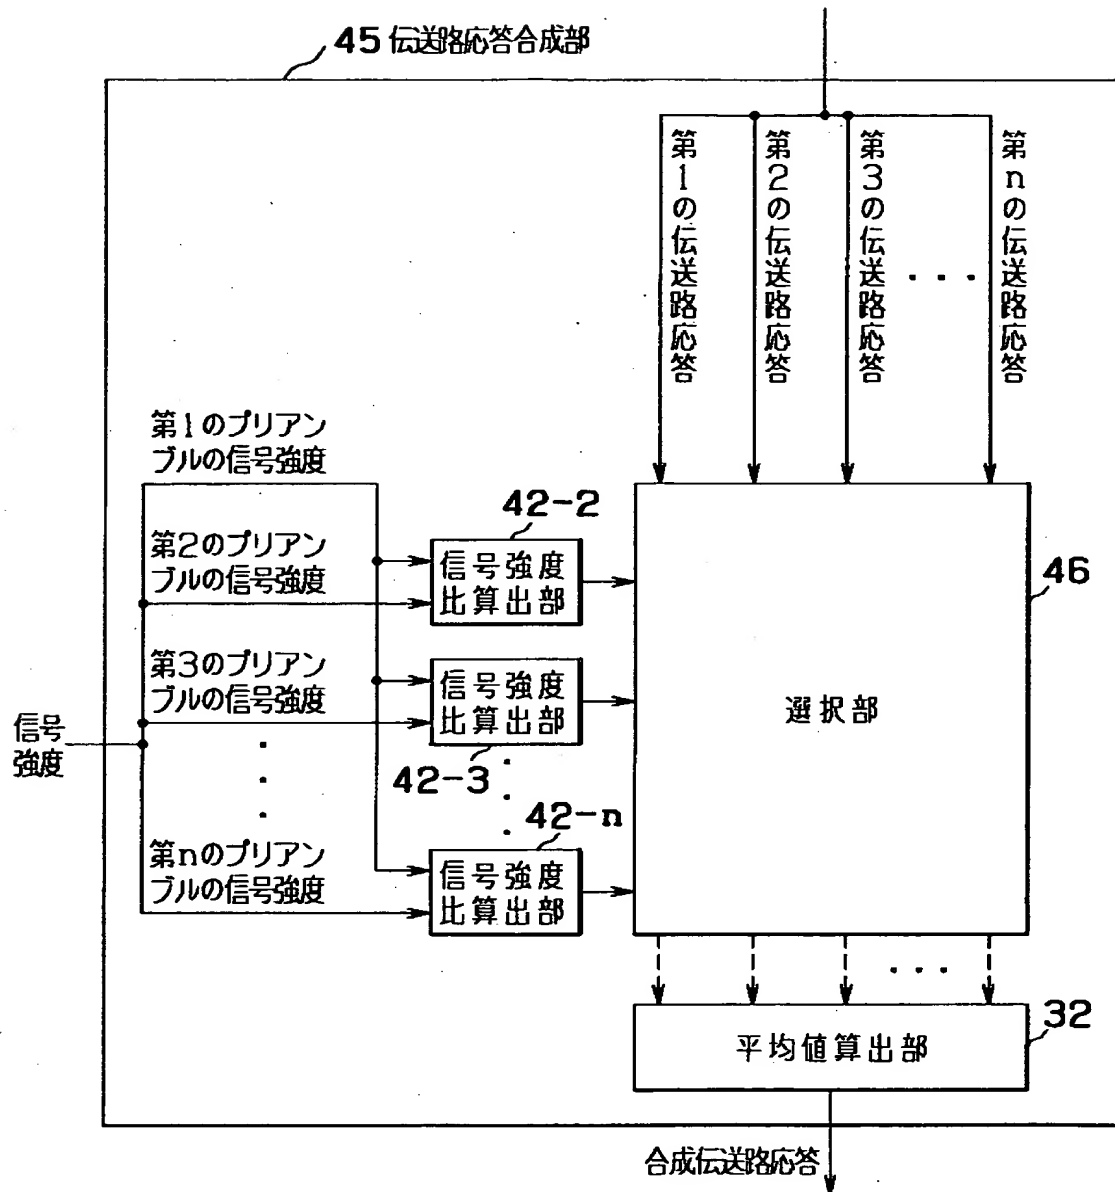 45 伝送路応答合成部
第1の伝送路応答
第2の伝送路応答
第3の伝送路応答
・・・
第nの伝送路応答
第1のプリアン
ブルの信号強度
42-2
第2のプリアン
ブルの信号強度
信号強度
比算出部
46
第3のプリアン
ブルの信号強度
信号強度
比算出部
選択部
信号
強度
42-3
42-n
第nのプリアン
ブルの信号強度
信号強度
比算出部
・・・
32
平均値算出部
合成伝送路応答